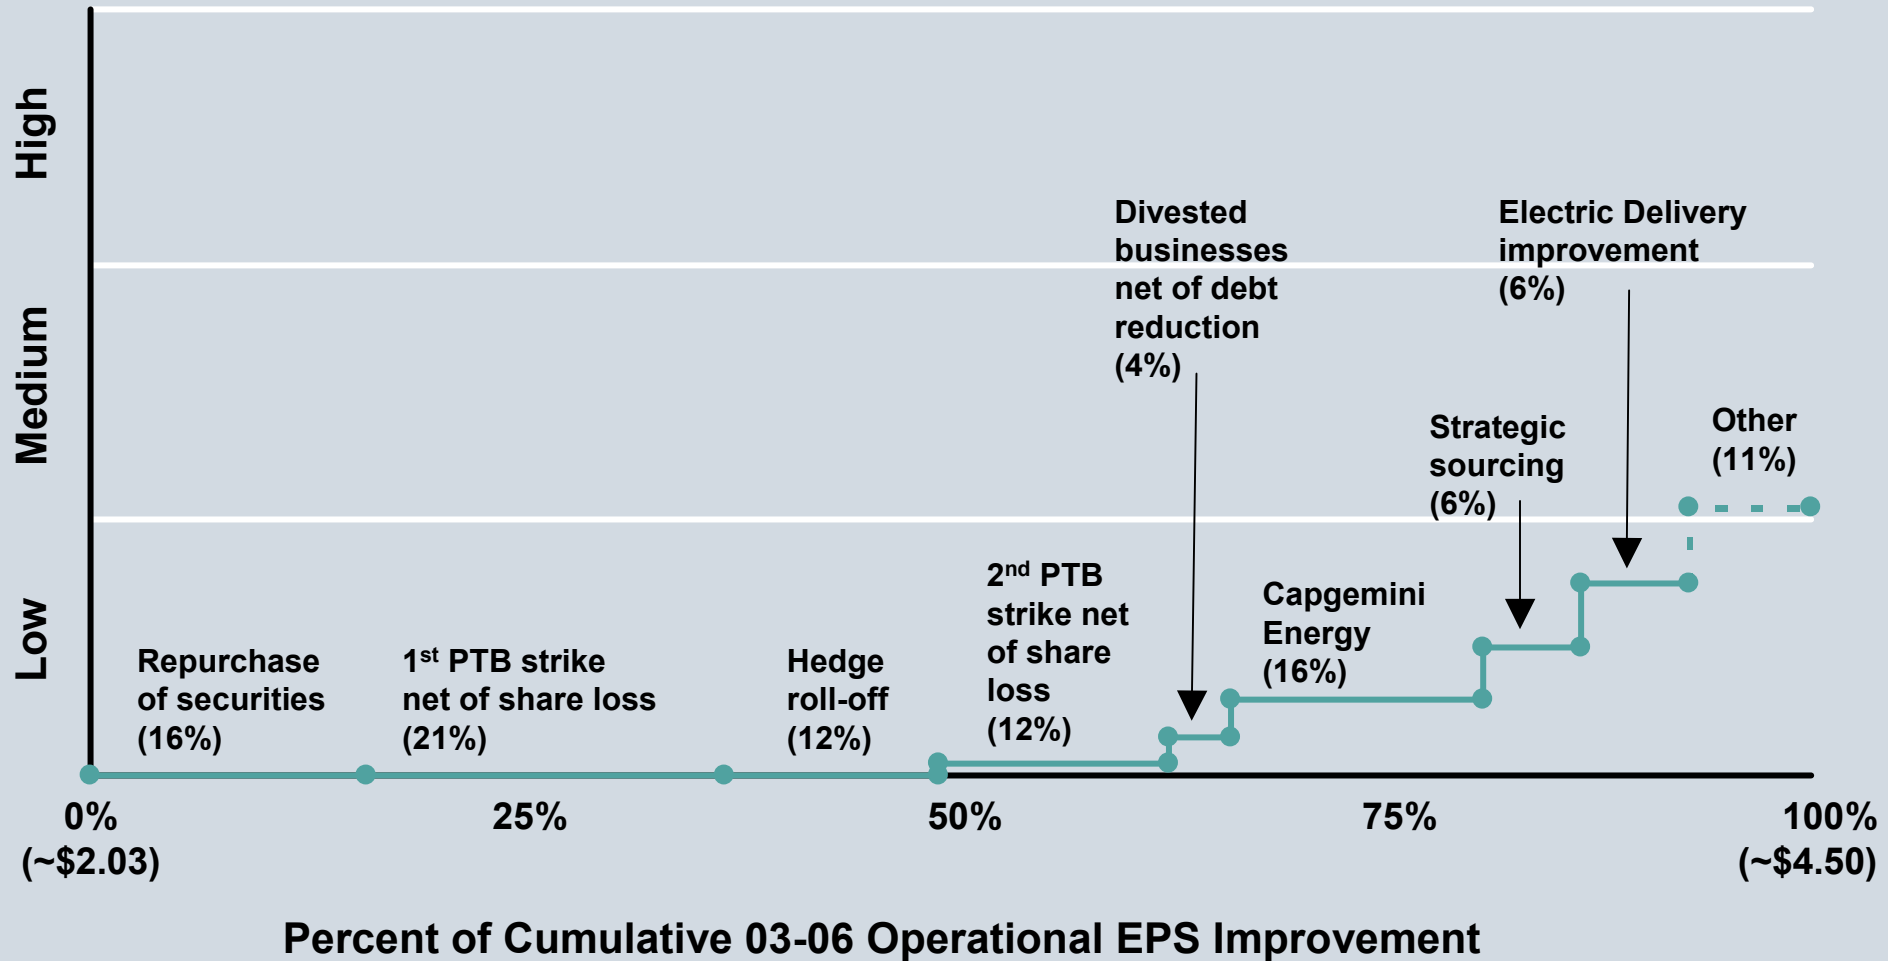 High
Medium
Low
Repurchase
of securities
(16%)
1st PTB strike
net of share loss
(21%)
Hedge
roll-off
(12%)
2nd PTB
strike net
of share
loss
(12%)
Divested
businesses
net of debt
reduction
(4%)
Capgemini
Energy
(16%)
Strategic
sourcing
(6%)
Electric Delivery
improvement
(6%)
Other
(11%)
0%
(~$2.03)
25%
50%
75%
100%
(~$4.50)
Percent of Cumulative 03-06 Operational EPS Improvement